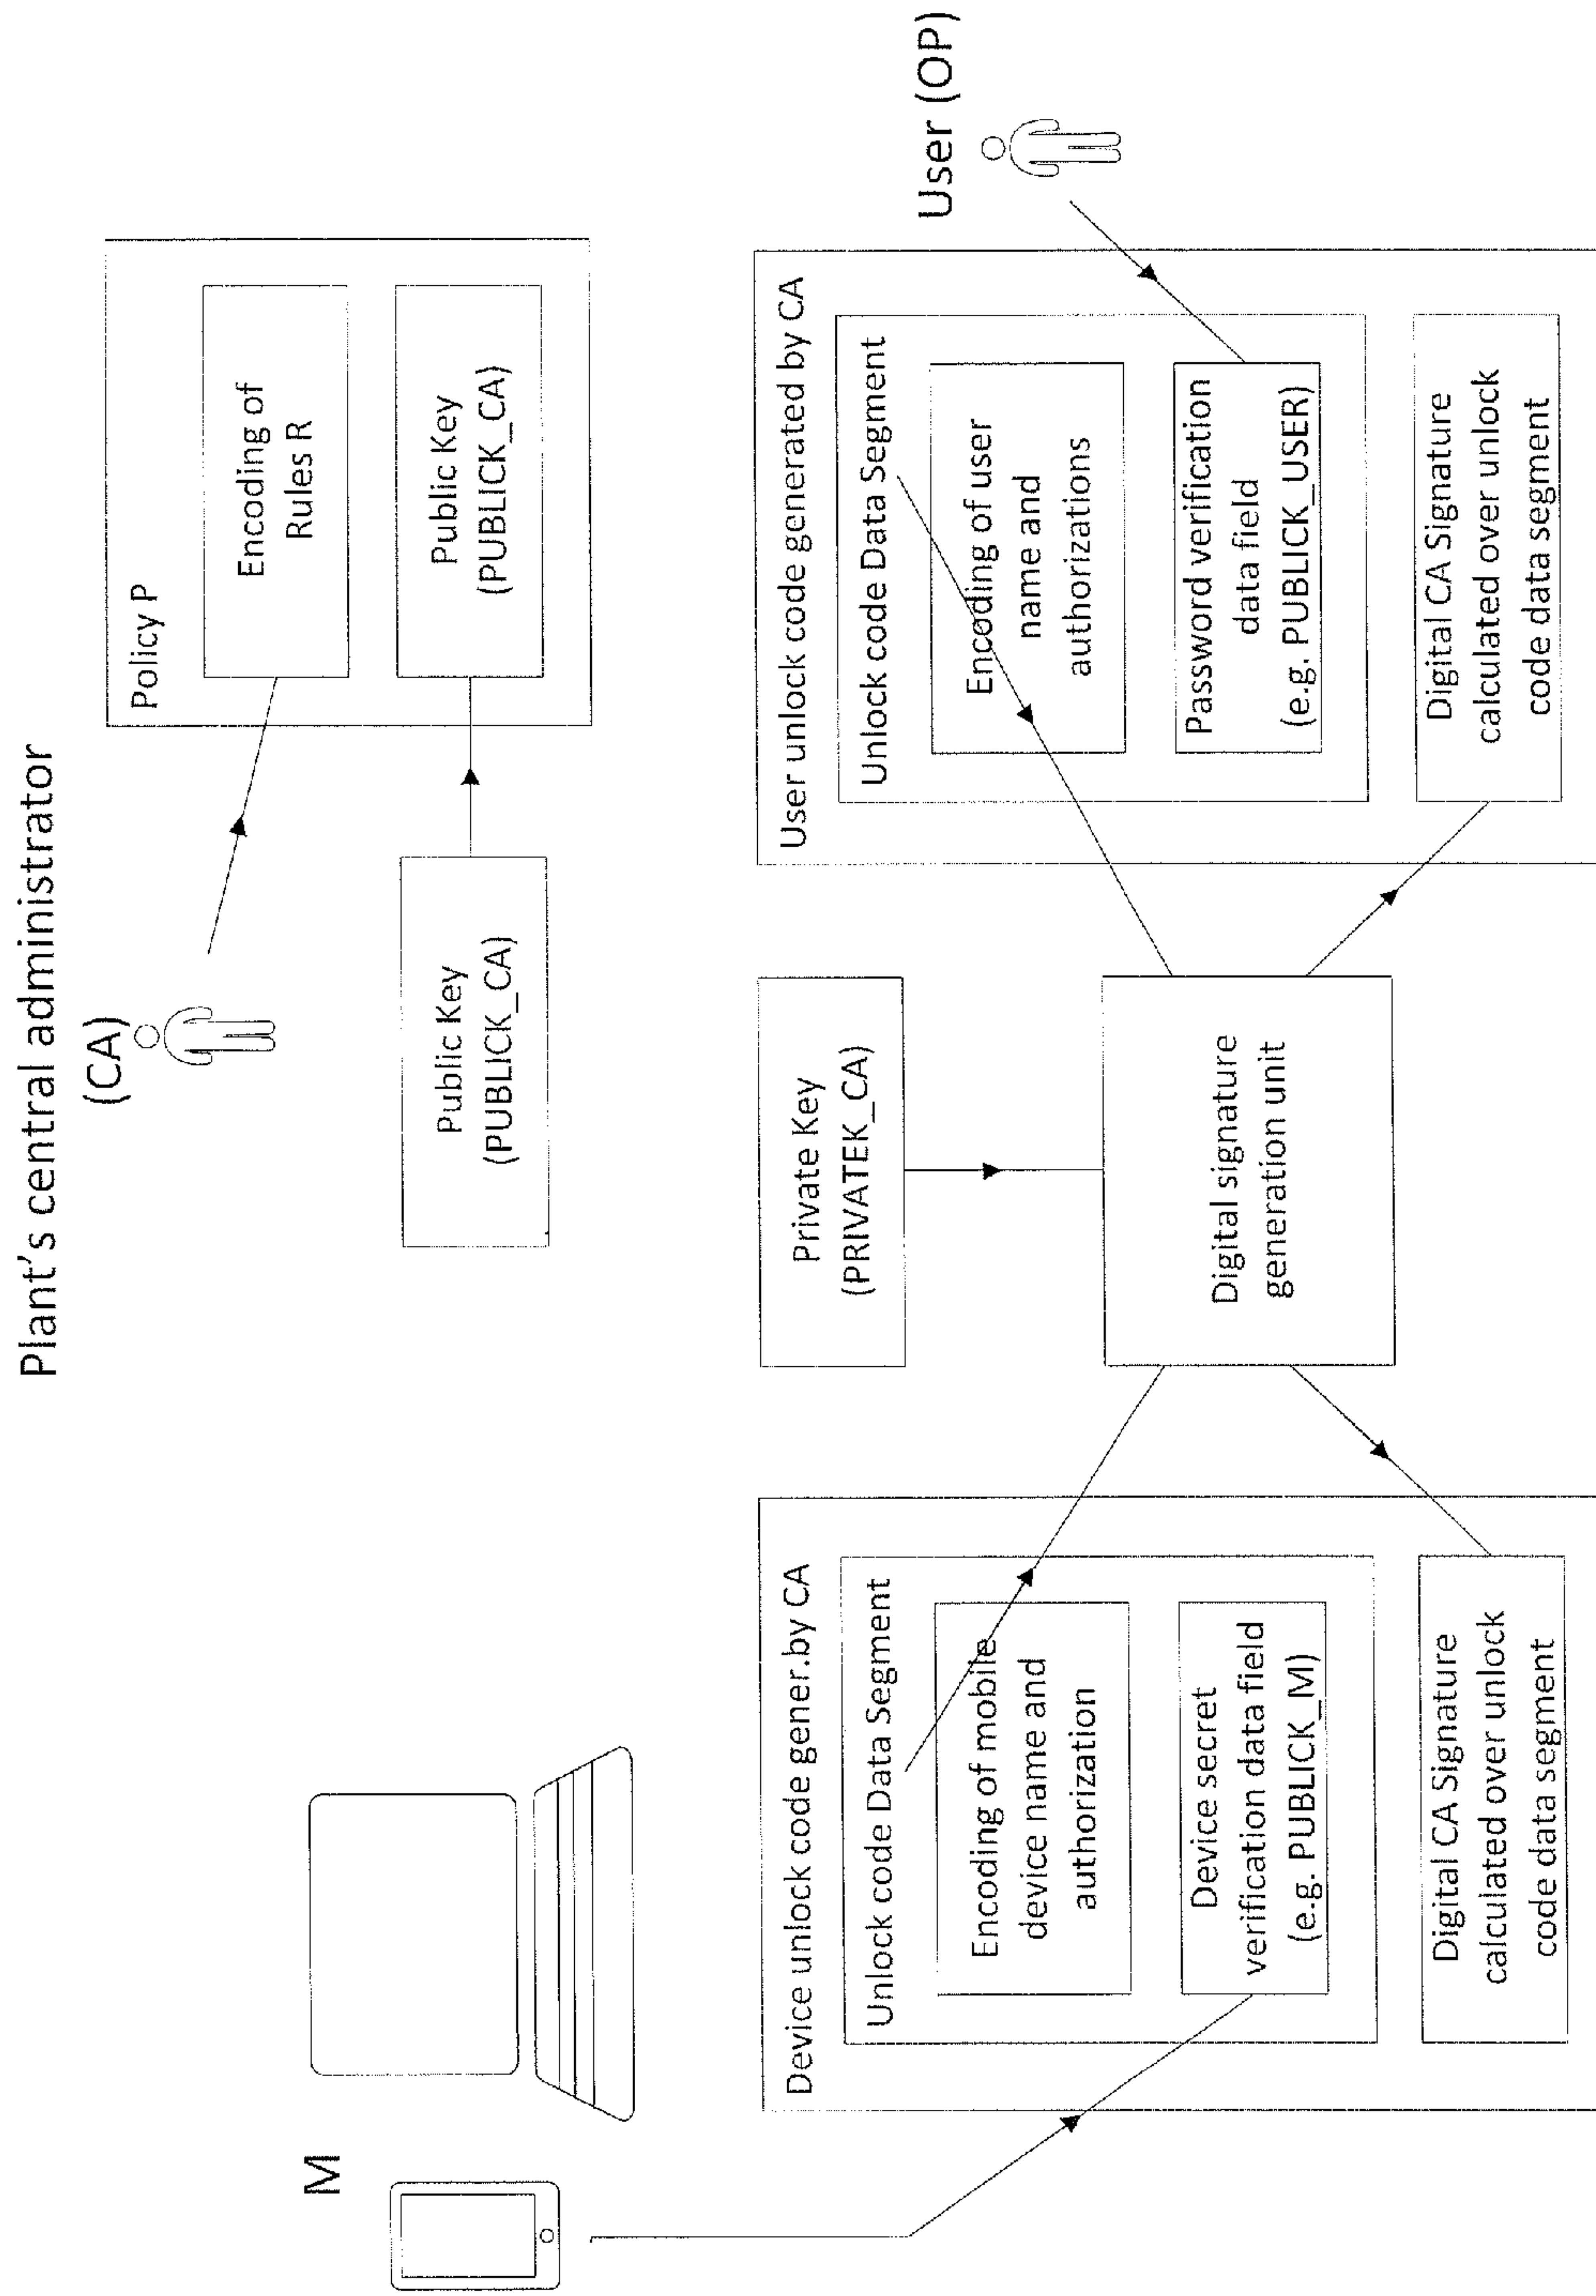 Plant's central administrator
(CA)
M
Policy P
Encoding of
Rules R
Public Key
(PUBLICK_CA)
Public Key
(PUBLICK_CA)
Device unlock code gener.by CA
Unlock code Data Segment
Encoding of mobile
device name and
authorization
Device secret
verification data field
(e.g. PUBLICK_M)
Digital CA Signature
calculated over unlock
code data segment
Private Key
(PRIVATEK_CA)
Digital signature
generation unit
User unlock code generated by CA
Unlock code Data Segment
Encoding of user
name and
authorizations
Password verification
data field
(e.g. PUBLICK_USER)
Digital CA Signature
calculated over unlock
code data segment
User (OP)